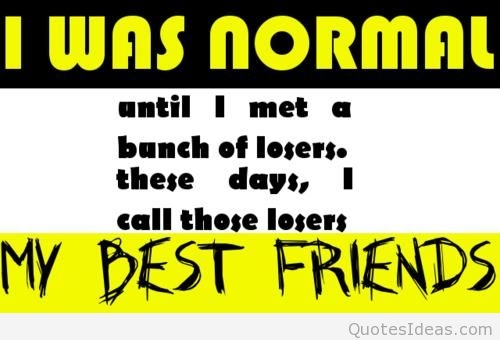 I WAS NORMAL
until I met a
bunch of losers.
these days, I
call those losers
MY BEST FRIENDS
QuotesIdeas.com